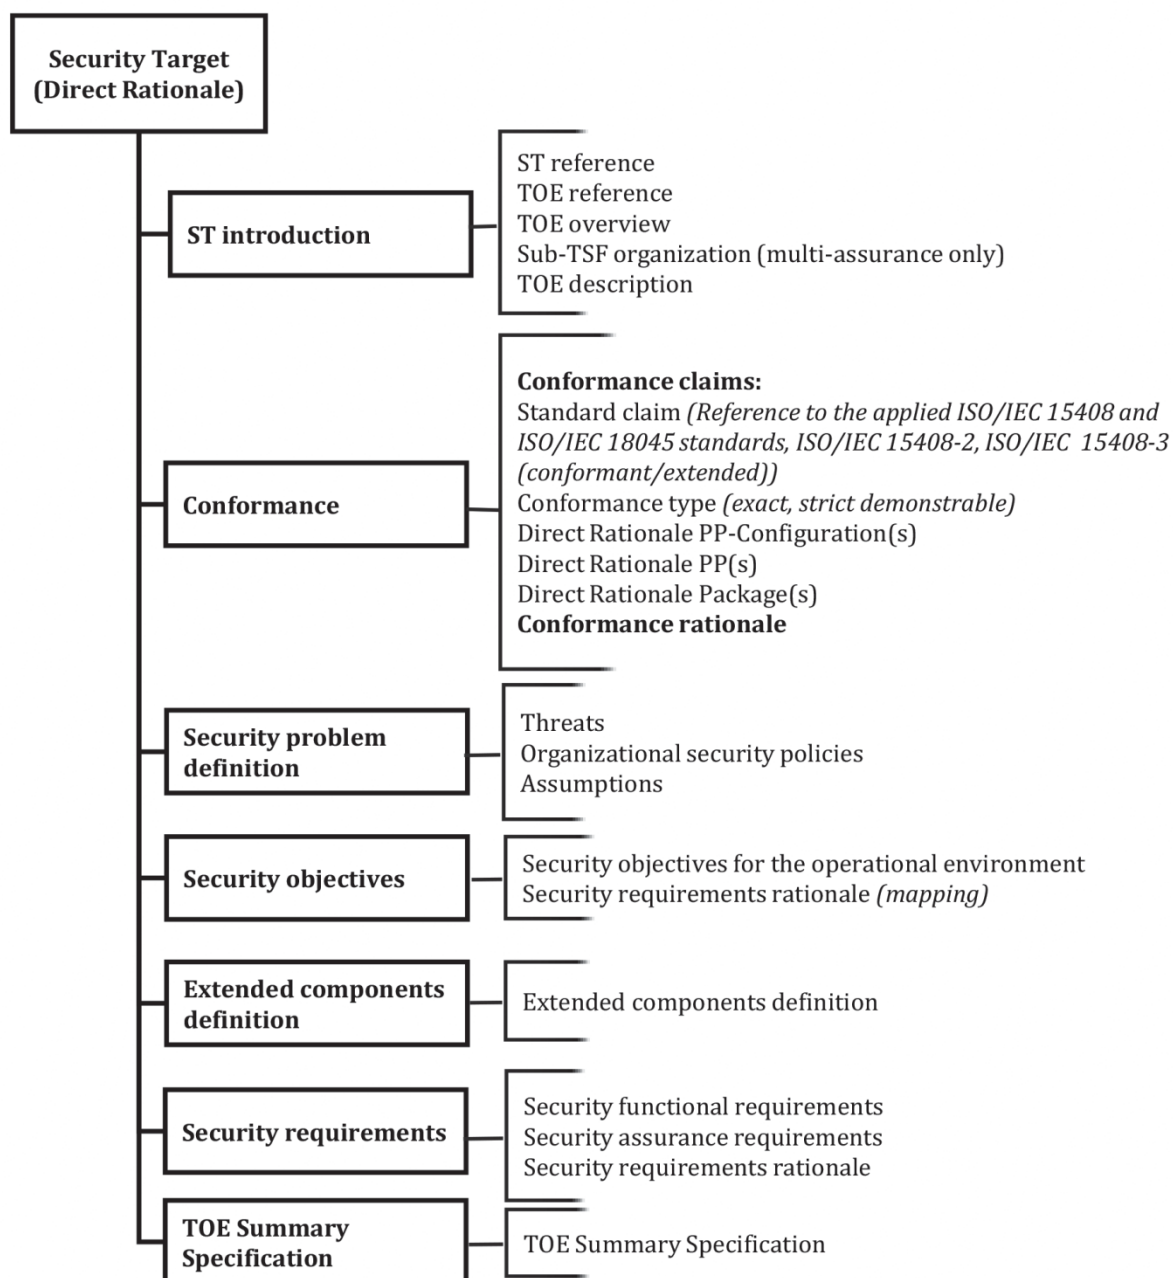 Security Target
(Direct Rationale)
ST introduction
ST reference
TOE reference
TOE overview
Sub-TSF organization (multi-assurance only)
TOE description
Conformance
Conformance claims:
Standard claim (Reference to the applied ISO/IEC 15408 and
ISO/IEC 18045 standards, ISO/IEC 15408-2, ISO/IEC 15408-3
(conformant/extended))
Conformance type (exact, strict demonstrable)
Direct Rationale PP-Configuration(s)
Direct Rationale PP(s)
Direct Rationale Package(s)
Conformance rationale
Security problem
definition
Threats
Organizational security policies
Assumptions
Security objectives
Security objectives for the operational environment
Security requirements rationale (mapping)
Extended components
definition
Extended components definition
Security requirements
Security functional requirements
Security assurance requirements
Security requirements rationale
TOE Summary
Specification
TOE Summary Specification